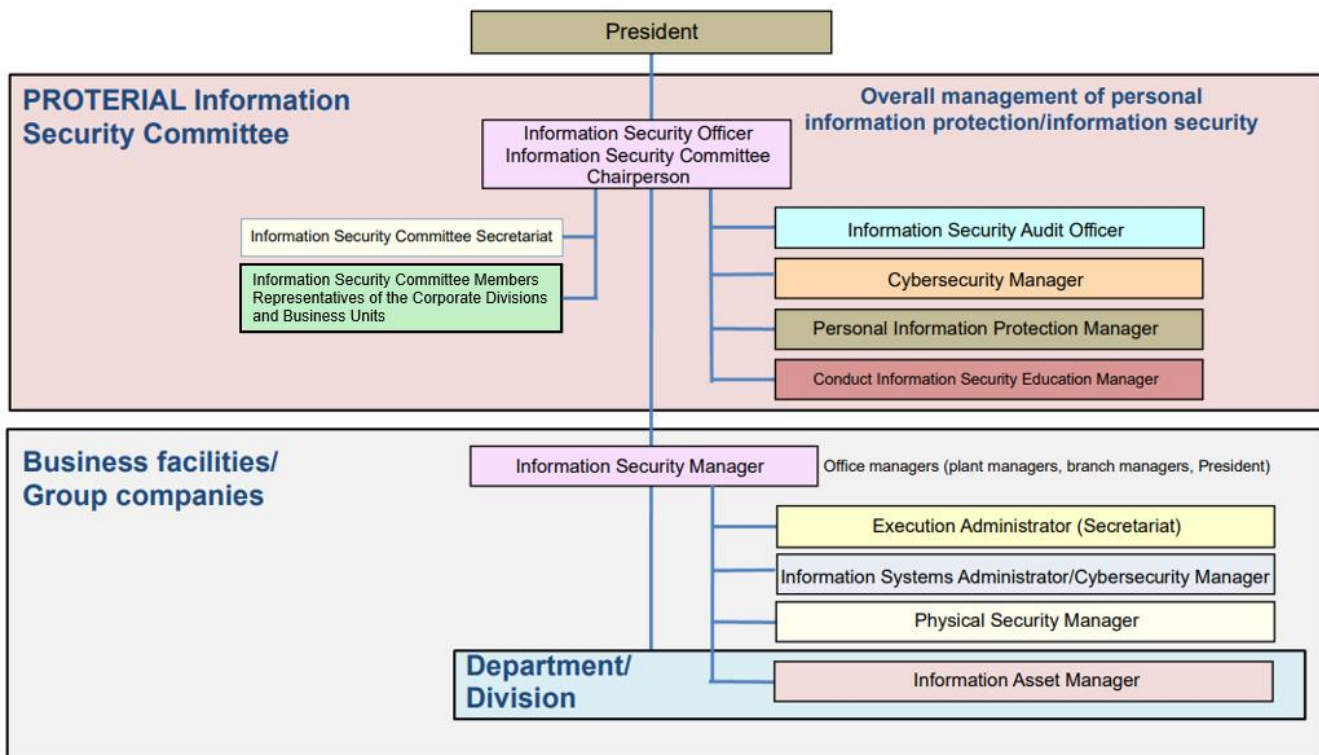 President
PROTERIAL Information
Security Committee
Overall management of personal
information protection/information security
Information Security Officer
Information Security Committee
Chairperson
Information Security Committee Secretariat
Information Security Committee Members
Representatives of the Corporate Divisions
and Business Units
Information Security Audit Officer
Cybersecurity Manager
Personal Information Protection Manager
Conduct Information Security Education Manager
Business facilities/
Group companies
Information Security Manager
Office managers (plant managers, branch managers, President)
Execution Administrator (Secretariat)
Information Systems Administrator/Cybersecurity Manager
Physical Security Manager
Department/
Division
Information Asset Manager